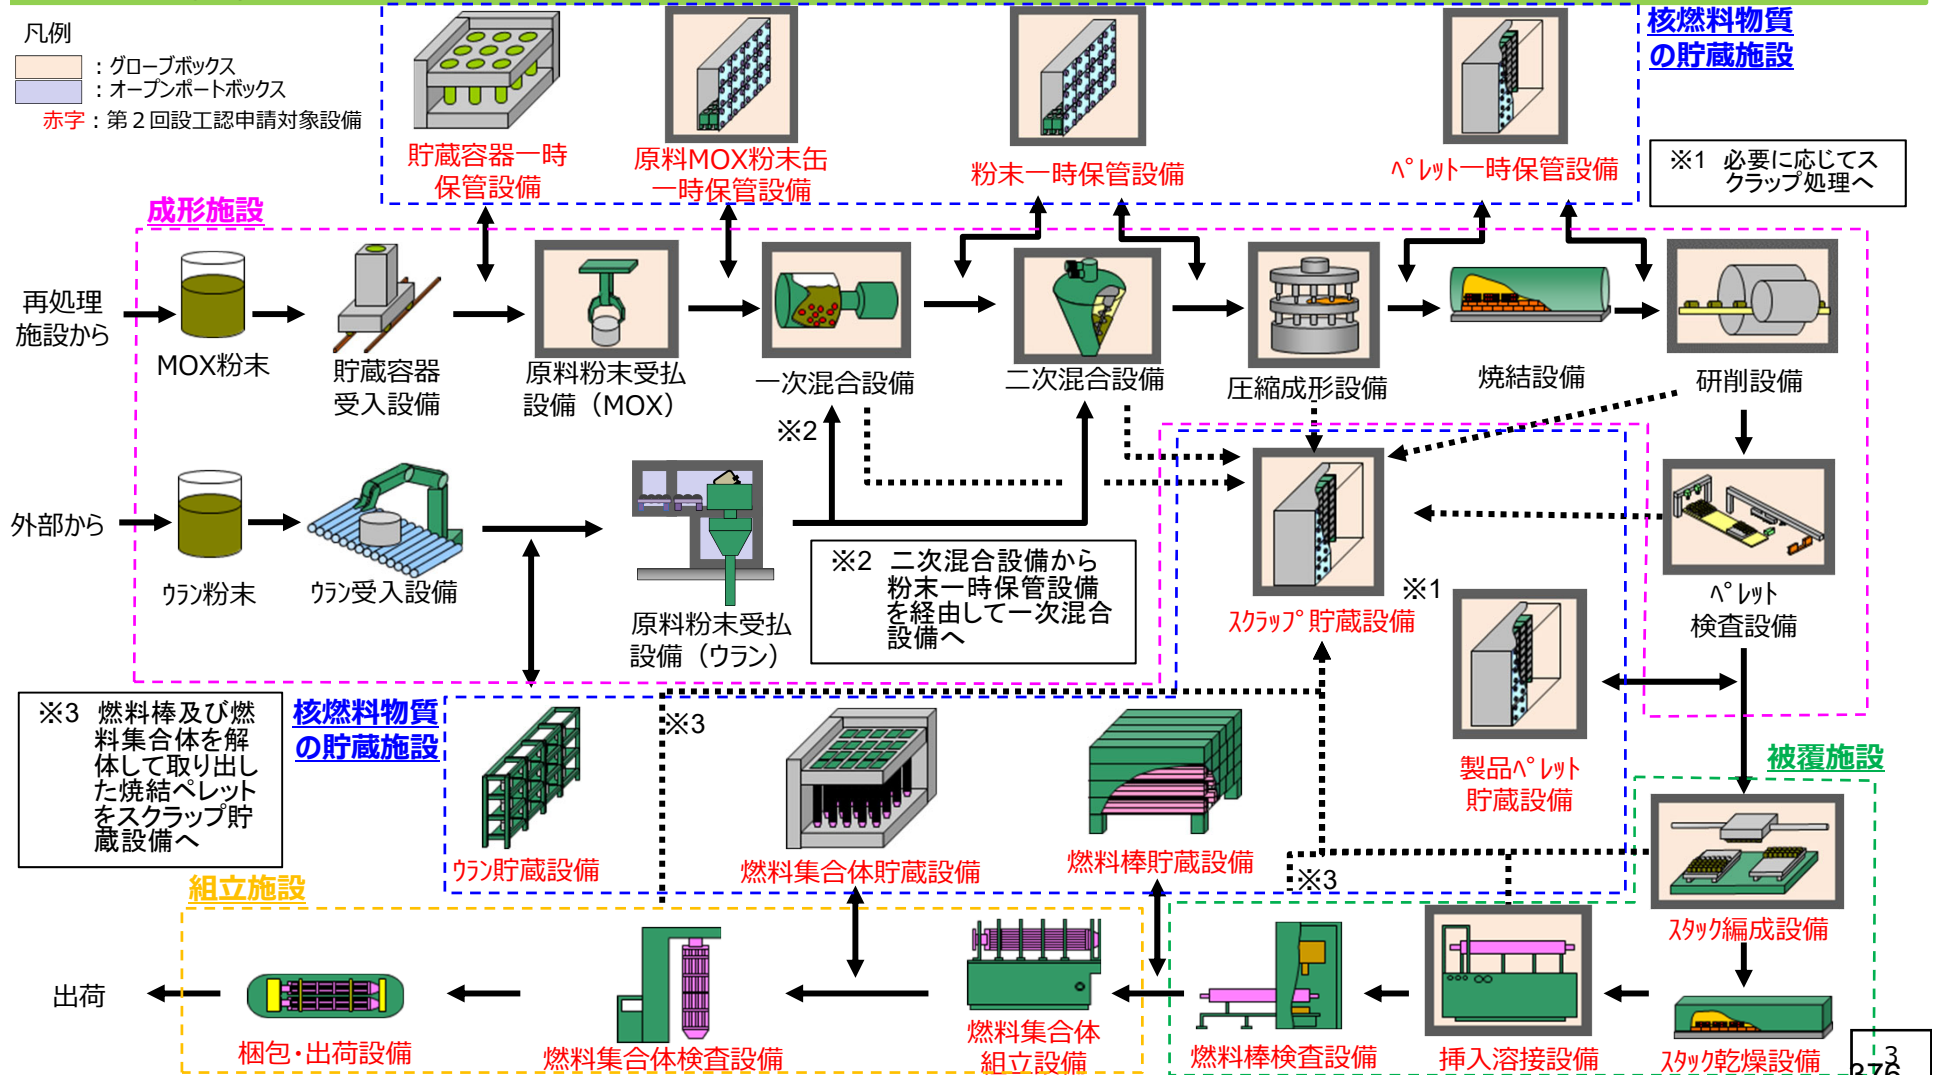 凡例
：グローブボックス
：オープンポートボックス
赤字：第２回設工認申請対象設備
核燃料物質
の貯蔵施設
貯蔵容器一時
保管設備
原料MOX粉末缶
一時保管設備
粉末一時保管設備
ペレット一時保管設備
※1　必要に応じてス
クラップ処理へ
成形施設
再処理
施設から
MOX粉末
貯蔵容器
受入設備
原料粉末受払
設備（MOX）
一次混合設備
二次混合設備
圧縮成形設備
焼結設備
研削設備
※2
外部から
ウラン粉末
ウラン受入設備
原料粉末受払
設備（ウラン）
※2　二次混合設備から
粉末一時保管設備
を経由して一次混合
設備へ
※1
スクラップ貯蔵設備
ペレット
検査設備
※3　燃料棒及び燃
料集合体を解
体して取り出し
た焼結ペレット
をスクラップ貯
蔵設備へ
核燃料物質
の貯蔵施設
※3
製品ペレット
貯蔵設備
被覆施設
ウラン貯蔵設備
燃料集合体貯蔵設備
燃料棒貯蔵設備
※3
組立施設
スタック編成設備
出荷
梱包・出荷設備
燃料集合体検査設備
燃料集合体
組立設備
燃料棒検査設備
挿入溶接設備
スタック乾燥設備
3
376